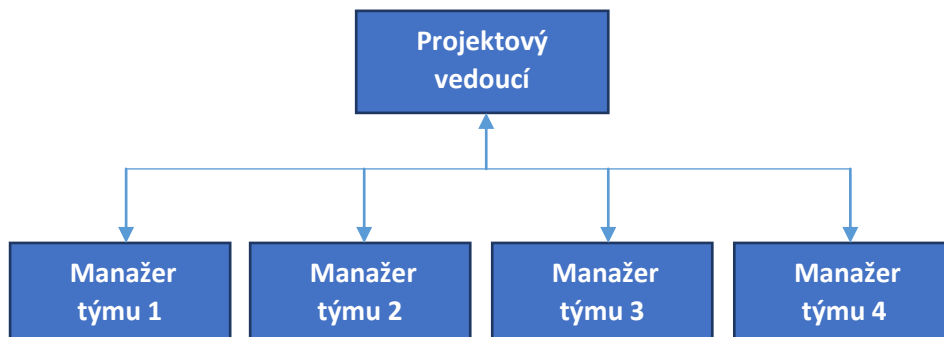 Projektový
vedoucí
Manažer
týmu 1
Manažer
týmu 2
Manažer
týmu 3
Manažer
týmu 4